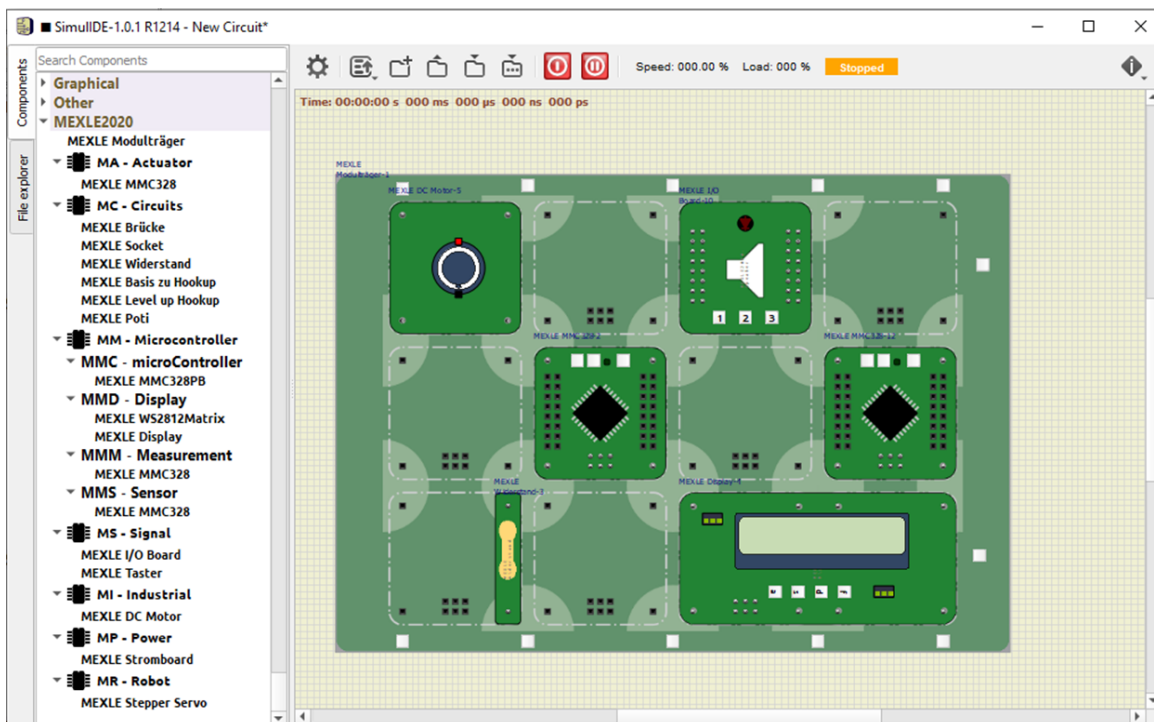 SimulIDE-1.0.1 R1214 - New Circuit*
Components
File explorer
Search Components
Graphical
Other
MEXLE2020
MEXLE Modulträger
MA - Actuator
MEXLE MMC328
MC - Circuits
MEXLE Brücke
MEXLE Socket
MEXLE Widerstand
MEXLE Basis zu Hookup
MEXLE Level up Hookup
MEXLE Poti
MM - Microcontroller
MMC - microController
MEXLE MMC328PB
MMD - Display
MEXLE WS2812Matrix
MEXLE Display
MMM - Measurement
MEXLE MMC328
MMS - Sensor
MEXLE MMC328
MS - Signal
MEXLE I/O Board
MEXLE Taster
MI - Industrial
MEXLE DC Motor
MP - Power
MEXLE Stromboard
MR - Robot
MEXLE Stepper Servo
Speed: 000.00 % Load: 000 % Stopped
Time: 00:00:00 s 000 ms 000 µs 000 ns 000 ps
MEXLE
Modulträger-1
MEXLE DC Motor-5
MEXLE I/O
Board-10
1 2 3
MEXLE MMC328-2
MEXLE MMC328-12
MEXLE
Widerstand-3
MEXLE Display-4